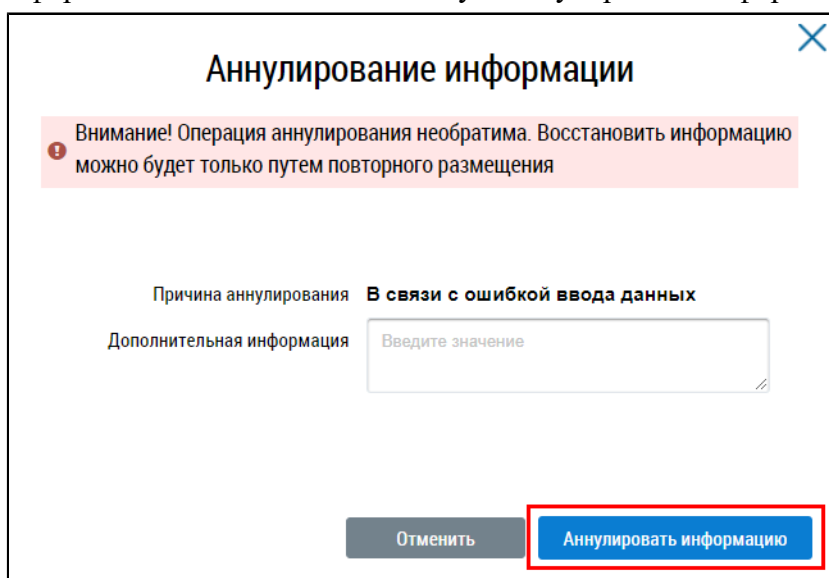 Аннулирование информации
Внимание! Операция аннулирования необратима. Восстановить информацию
можно будет только путем повторного размещения
Причина аннулирования В связи с ошибкой ввода данных
Дополнительная информация Введите значение
Отменить Аннулировать информацию